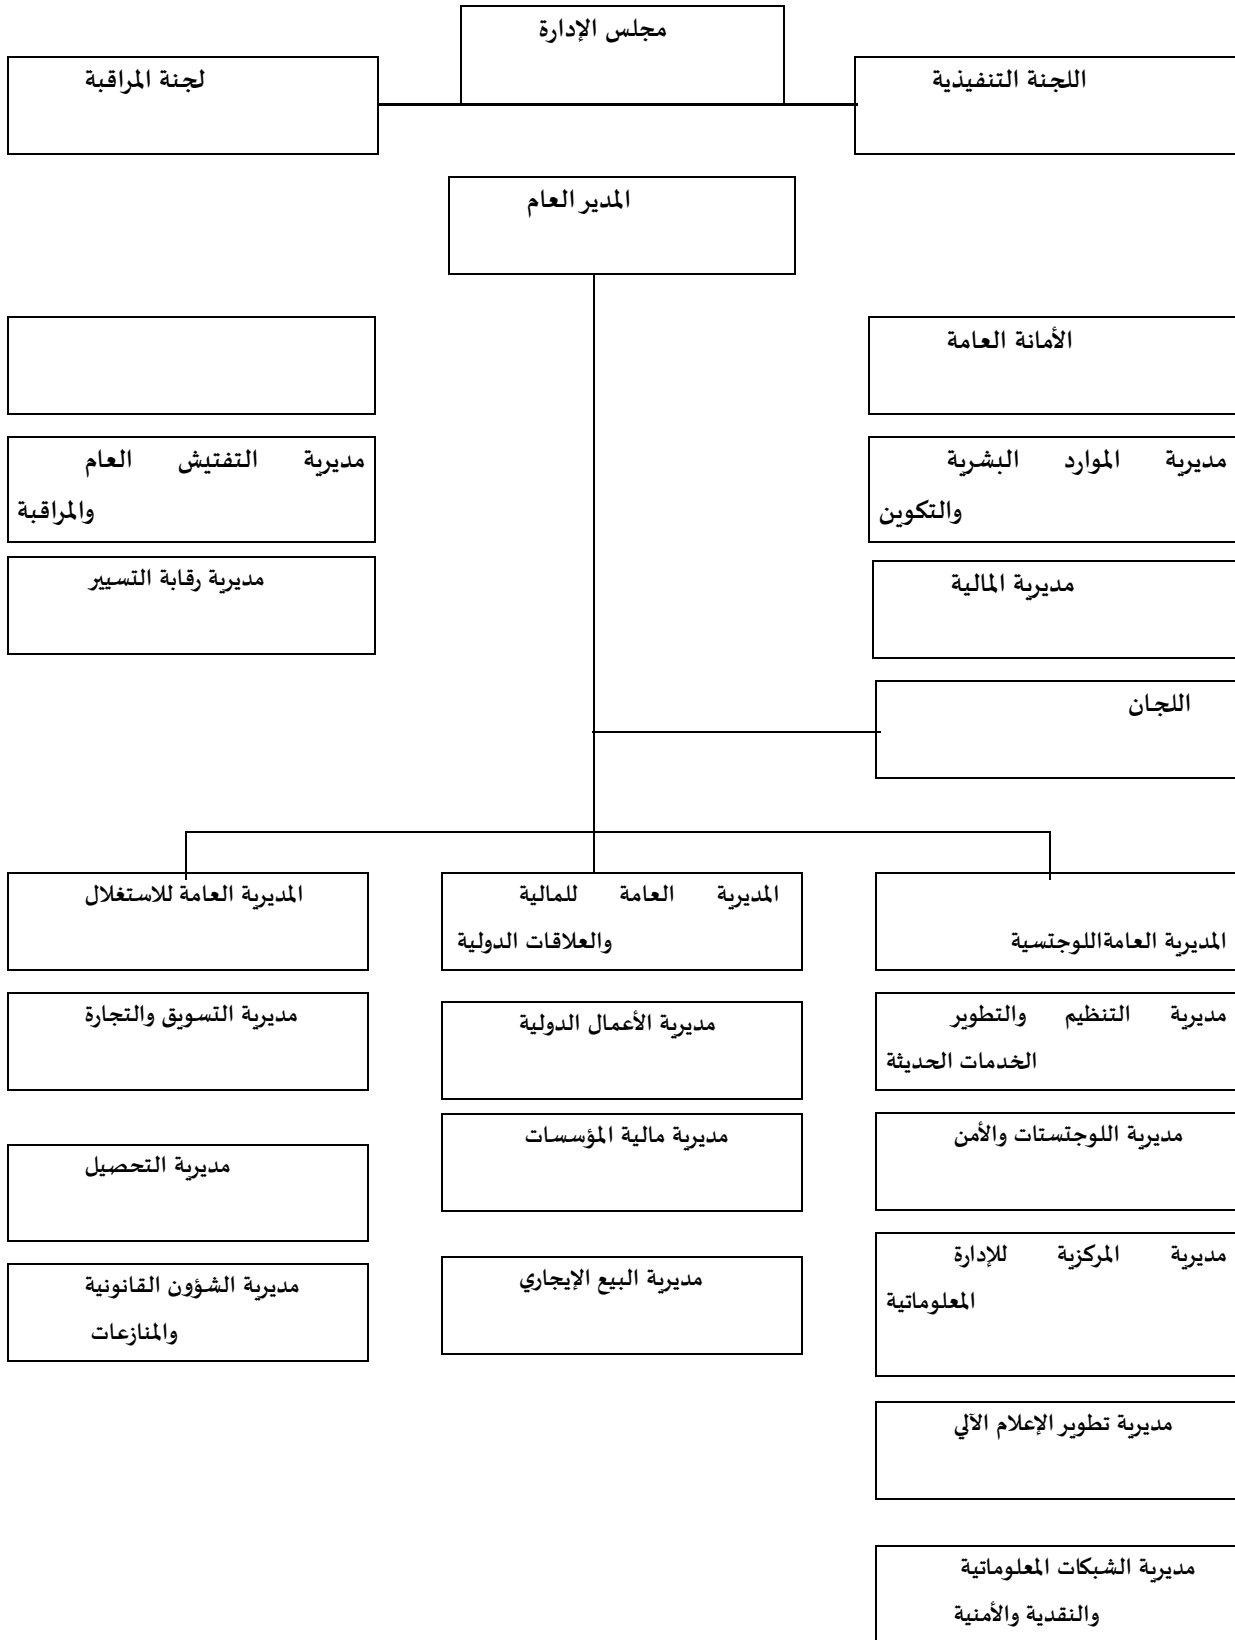 مجلس الإدارة
اللجنة التنفيذية
لجنة المراقبة
المدير العام
الأمانة العامة
مديرية الموارد البشرية
والتكوين
مديرية التفتيش العام
والمراقبة
مديرية المالية
مديرية رقابة التسيير
اللجان
المديرية العامةاللوجتسية
المديرية العامة للمالية
والعلاقات الدولية
المديرية العامة للاستغلال
مديرية التنظيم والتطوير
الخدمات الحديثة
مديرية الأعمال الدولية
مديرية التسويق والتجارة
مديرية اللوجتستات والأمن
مديرية مالية المؤسسات
مديرية التحصيل
مديرية المركزية للإدارة
المعلوماتية
مديرية البيع الإيجاري
مديرية الشؤون القانونية
والمنازعات
مديرية تطوير الإعلام الآلي
مديرية الشبكات المعلوماتية
والنقدية والأمنية